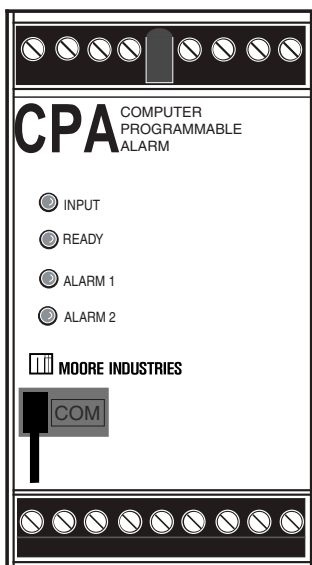 CPA COMPUTER
PROGRAMMABLE
ALARM
INPUT
READY
ALARM 1
ALARM 2
MOORE INDUSTRIES
COM